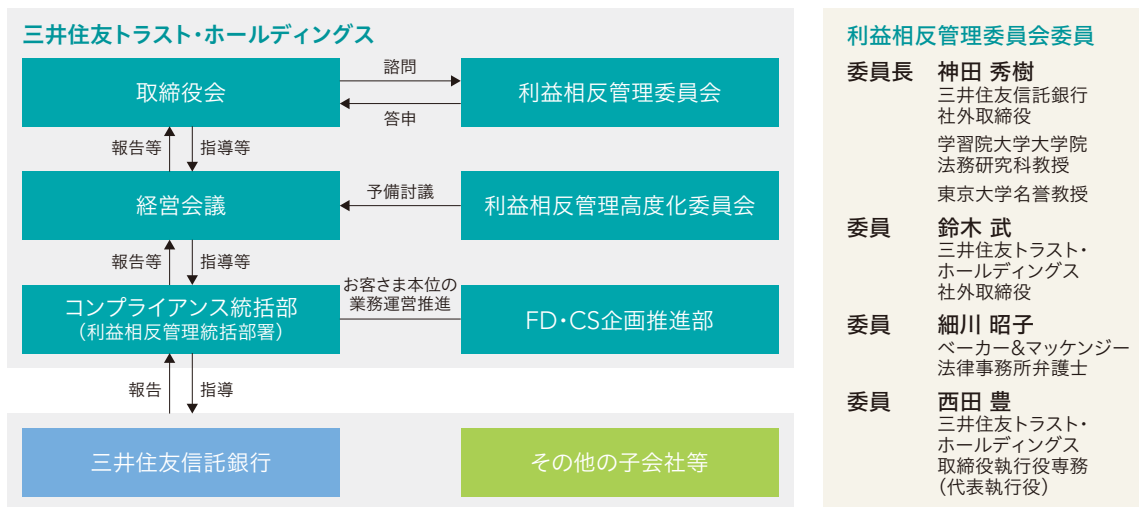 三井住友トラスト・ホールディングス
取締役会
諮問
答申
利益相反管理委員会
報告等
指導等
経営会議
予備討議
利益相反管理高度化委員会
報告等
指導等
コンプライアンス統括部
（利益相反管理統括部署）
お客さま本位の
業務運営推進
FD・CS企画推進部
報告
指導
三井住友信託銀行
その他の子会社等
利益相反管理委員会委員
委員長 神田 秀樹
三井住友信託銀行
社外取締役
学習院大学大学院
法務研究科教授
東京大学名誉教授
委員 鈴木 武
三井住友トラスト・
ホールディングス
社外取締役
委員 細川 昭子
ベーカー&マッケンジー
法律事務所弁護士
委員 西田 豊
三井住友トラスト・
ホールディングス
取締役執行役専務
（代表執行役）